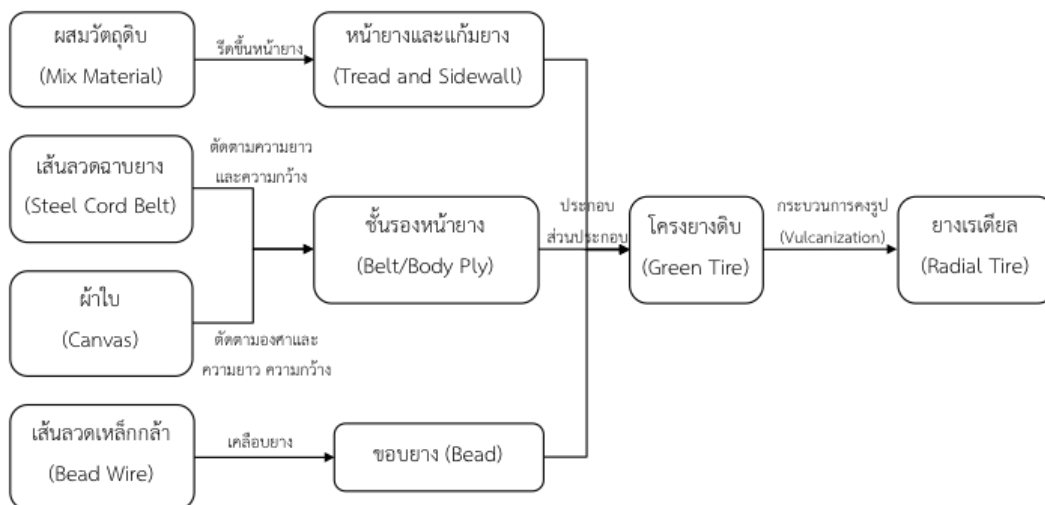 ผสมวัตถุดิบ
(Mix Material)
รีดขึ้นหน้ายาง
หน้ายางและแก้มยาง
(Tread and Sidewall)
เส้นลวดฉาบยาง
(Steel Cord Belt)
ตัดตามความยาว
และความกว้าง
ผ้าใบ
(Canvas)
ตัดตามองศาและ
ความยาว ความกว้าง
ชั้นรองหน้ายาง
(Belt/Body Ply)
ประกอบ
ส่วนประกอบ
โครงยางดิบ
(Green Tire)
กระบวนการคงรูป
(Vulcanization)
ยางเรเดียล
(Radial Tire)
เส้นลวดเหล็กกล้า
(Bead Wire)
เคลือบยาง
ขอบยาง (Bead)